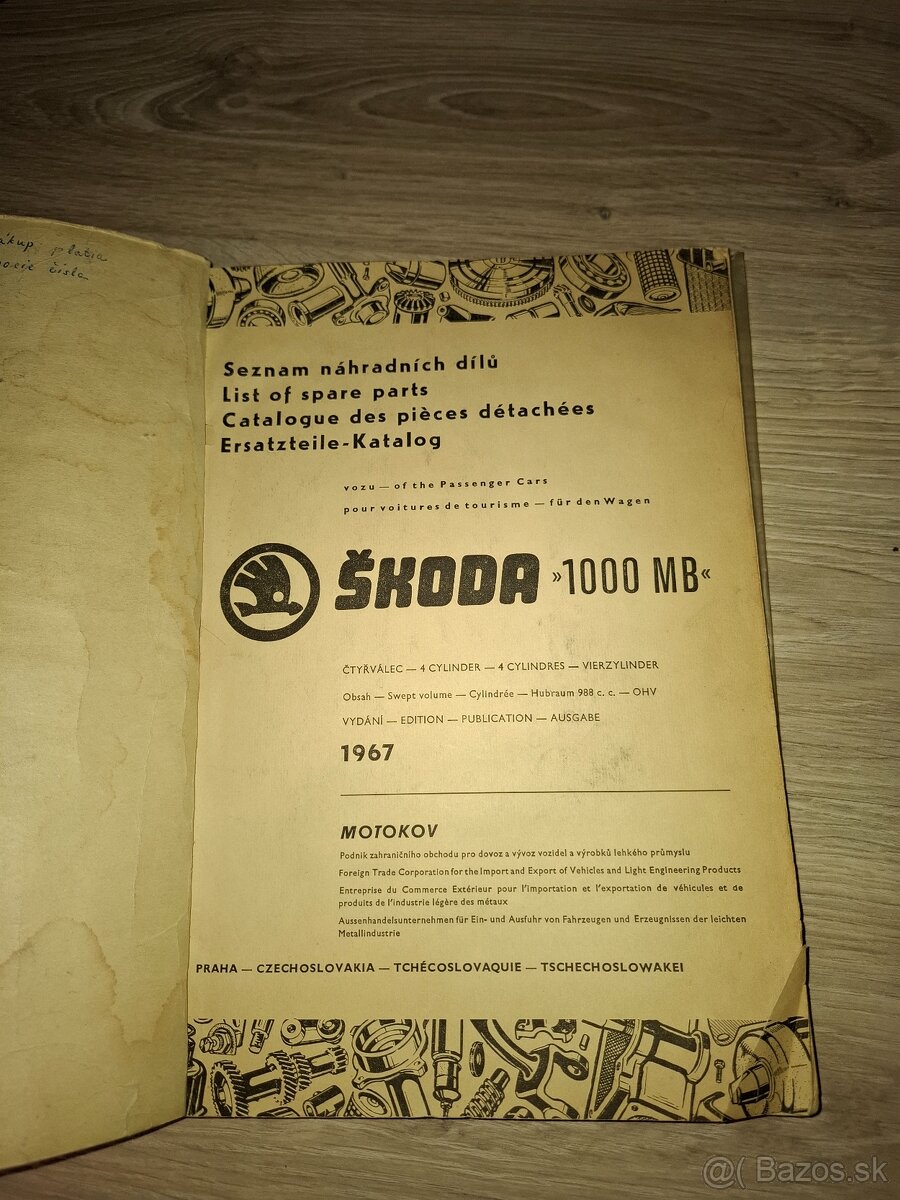 platia
čísla
Seznam náhradních dílů
List of spare parts
Catalogue des pièces détachées
Ersatzteile-Katalog
vozu — of the Passenger Cars
pour voitures de tourisme — für den Wagen
ŠKODA »1000 MB«
ČTYŘVÁLEC — 4 CYLINDER — 4 CYLINDRES — VIERZYLINDER
Obsah — Swept volume — Cylindrée — Hubraum 988 c. c. — OHV
VYDÁNÍ — EDITION — PUBLICATION — AUSGABE
1967
MOTOKOV
Podnik zahraničního obchodu pro dovoz a vývoz vozidel a výrobků lehkého průmyslu
Foreign Trade Corporation for the Import and Export of Vehicles and Light Engineering Products
Entreprise du Commerce Extérieur pour l'importation et l'exportation de véhicules et de
produits de l'industrie légère des métaux
Aussenhandelsunternehmen für Ein- und Ausfuhr von Fahrzeugen und Erzeugnissen der leichten
Metallindustrie
PRAHA — CZECHOSLOVAKIA — TCHÉCOSLOVAQUIE — TSCHECHOSLOWAKEI
@( Bazos.sk